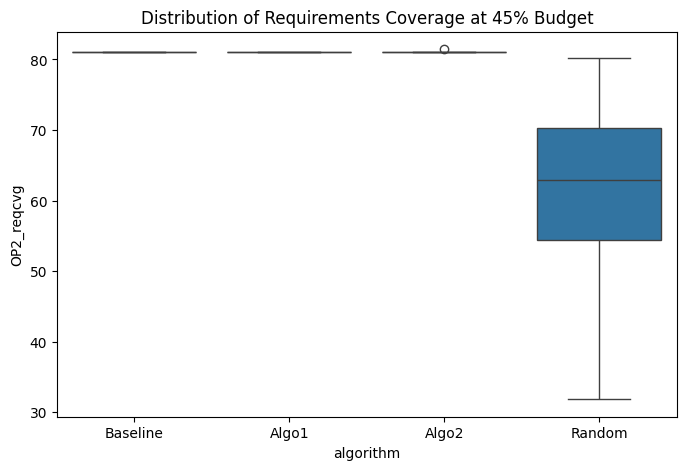 Distribution of Requirements Coverage at 45% Budget
OP2_reqcvg
80
70
60
50
40
30
Baseline
Algo1
Algo2
Random
algorithm